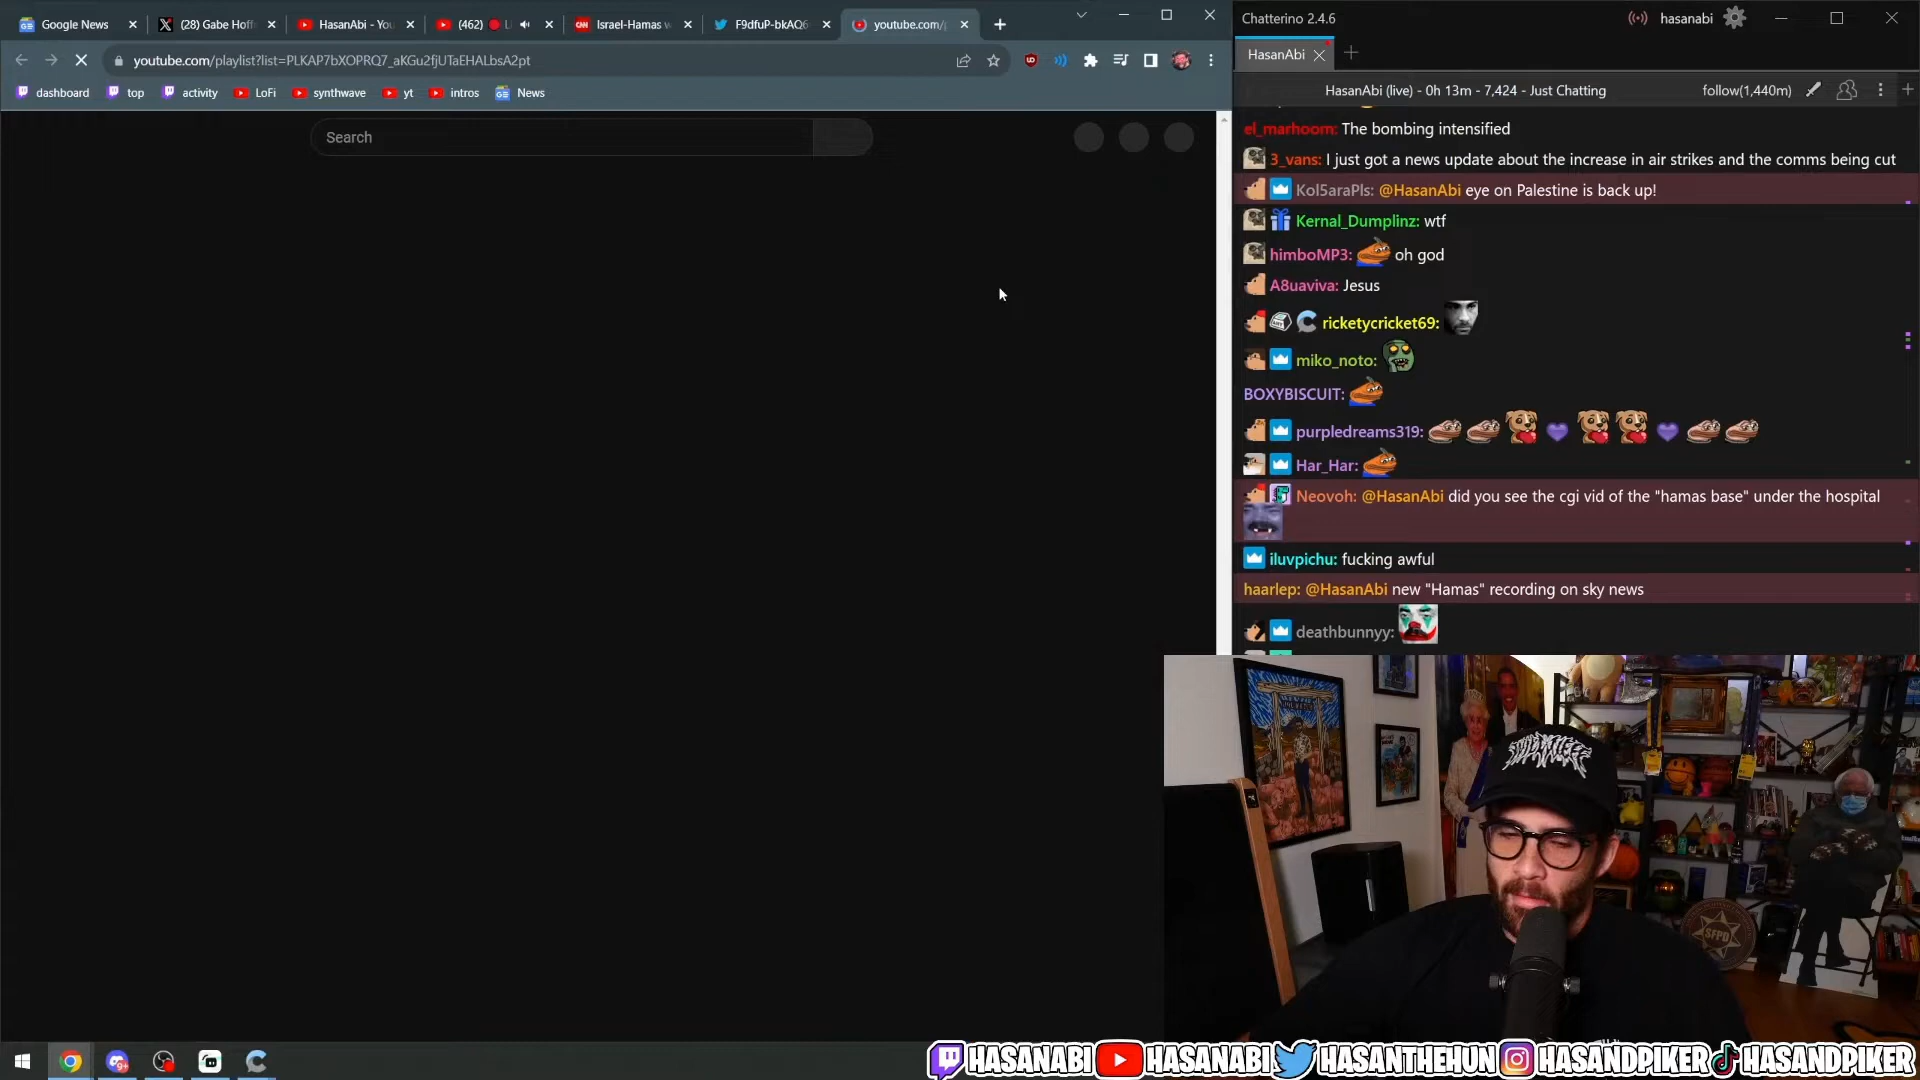 Google News
(28) Gabe Hoff
HasanAbi - You
(462)
Israel-Hamas w
F9dfuP-bkAQ6
youtube.com/p
youtube.com/playlist?list=PLKAP7bXOPRQ7_aKGu2fjUTaEHALbsA2pt
dashboard
top
activity
LoFi
synthwave
yt
intros
News
Search
Chatterino 2.4.6
hasanabi
HasanAbi
HasanAbi (live) - 0h 13m - 7,424 - Just Chatting
follow(1,440m)
el_marhoom: The bombing intensified
3_vans: I just got a news update about the increase in air strikes and the comms being cut
Kol5araPls: @HasanAbi eye on Palestine is back up!
Kernal_Dumplinz: wtf
himboMP3: oh god
A8uaviva: Jesus
ricketycricket69:
miko_noto:
BOXYBISCUIT:
purpledreams319:
Har_Har:
Neovoh: @HasanAbi did you see the cgi vid of the "hamas base" under the hospital
iluvpichu: fucking awful
haarlep: @HasanAbi new "Hamas" recording on sky news
deathbunnyy:
SFPD
HASANABI
HASANABI
HASANTHEHUN
HASANDPIKER
HASANDPIKER